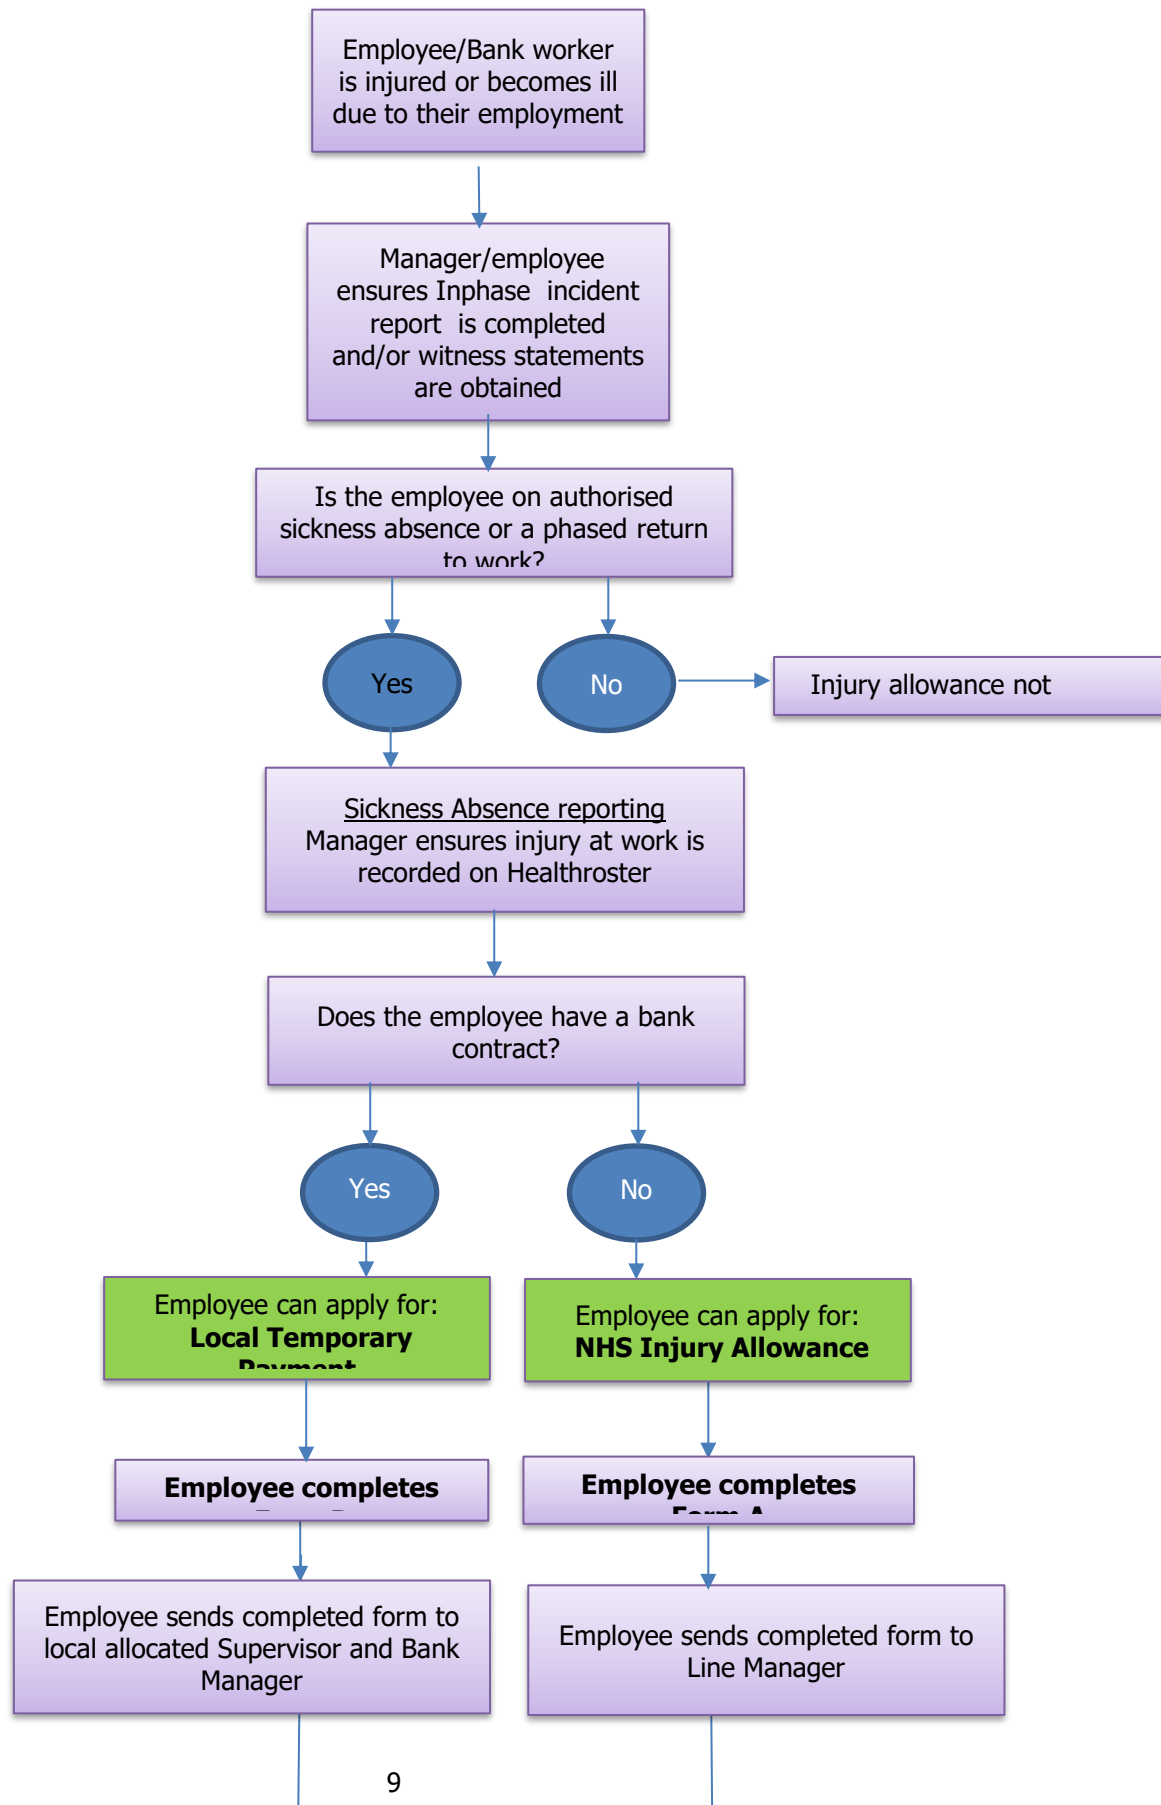 Employee/Bank worker
is injured or becomes ill
due to their employment
Manager/employee
ensures Inphase incident
report is completed
and/or witness statements
are obtained
Is the employee on authorised
sickness absence or a phased return
to work?
Yes
No
Injury allowance not
Sickness Absence reporting
Manager ensures injury at work is
recorded on Healthroster
Does the employee have a bank
contract?
Yes
No
Employee can apply for:
Local Temporary
Payment
Employee can apply for:
NHS Injury Allowance
Employee completes
Employee completes
Form A
Employee sends completed form to
local allocated Supervisor and Bank
Manager
Employee sends completed form to
Line Manager
9